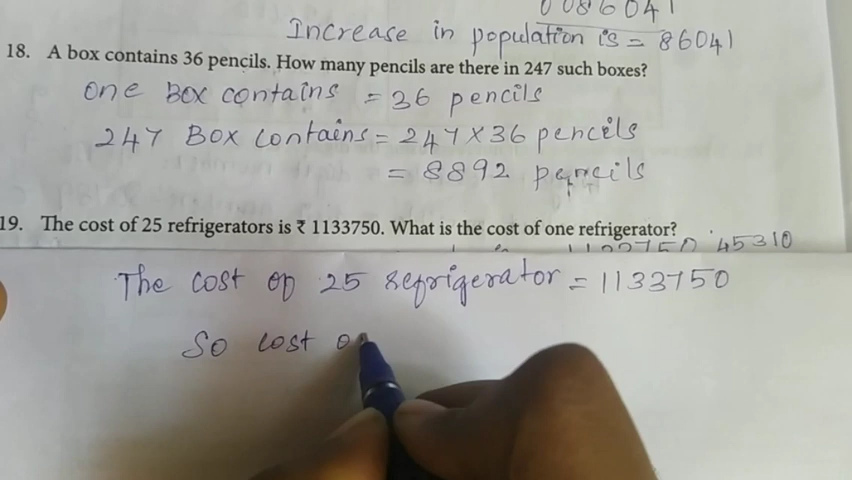 0086041
Increase in population is = 86041
18. A box contains 36 pencils. How many pencils are there in 247 such boxes?
One Box contains = 36 pencils
247 Box contains = 247 X 36 pencils
= 8892 pencils
19. The cost of 25 refrigerators is ₹ 1133750. What is the cost of one refrigerator?
1133750 45310
The cost of 25 refrigerator = 1133750
So cost o